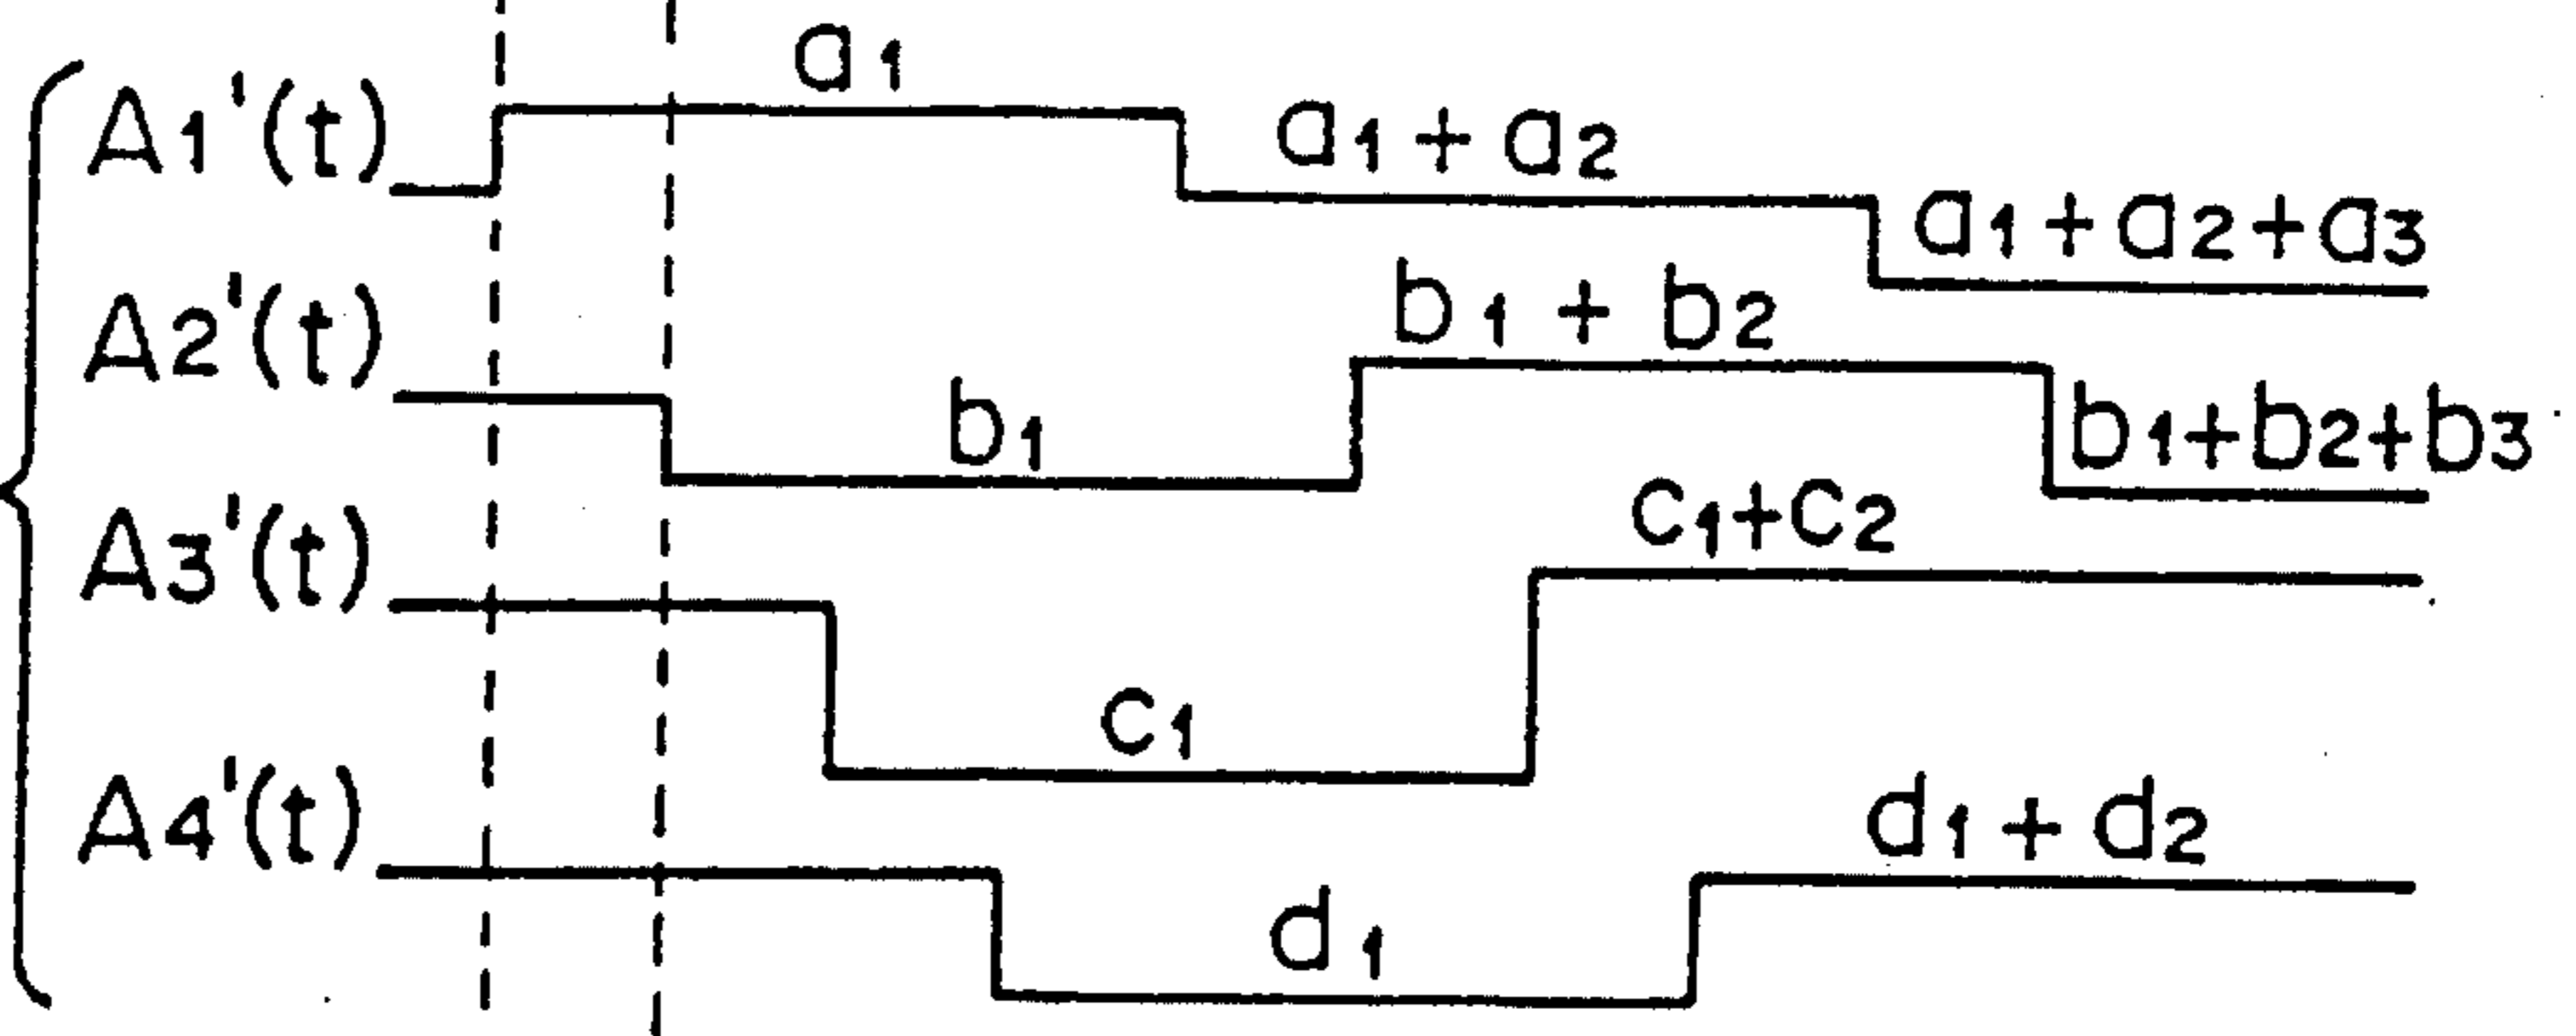 A1'(t) a1 a1+a2 a1+a2+a3
A2'(t) b1 b1+b2 b1+b2+b3
A3'(t) c1 c1+c2
A4'(t) d1 d1+d2